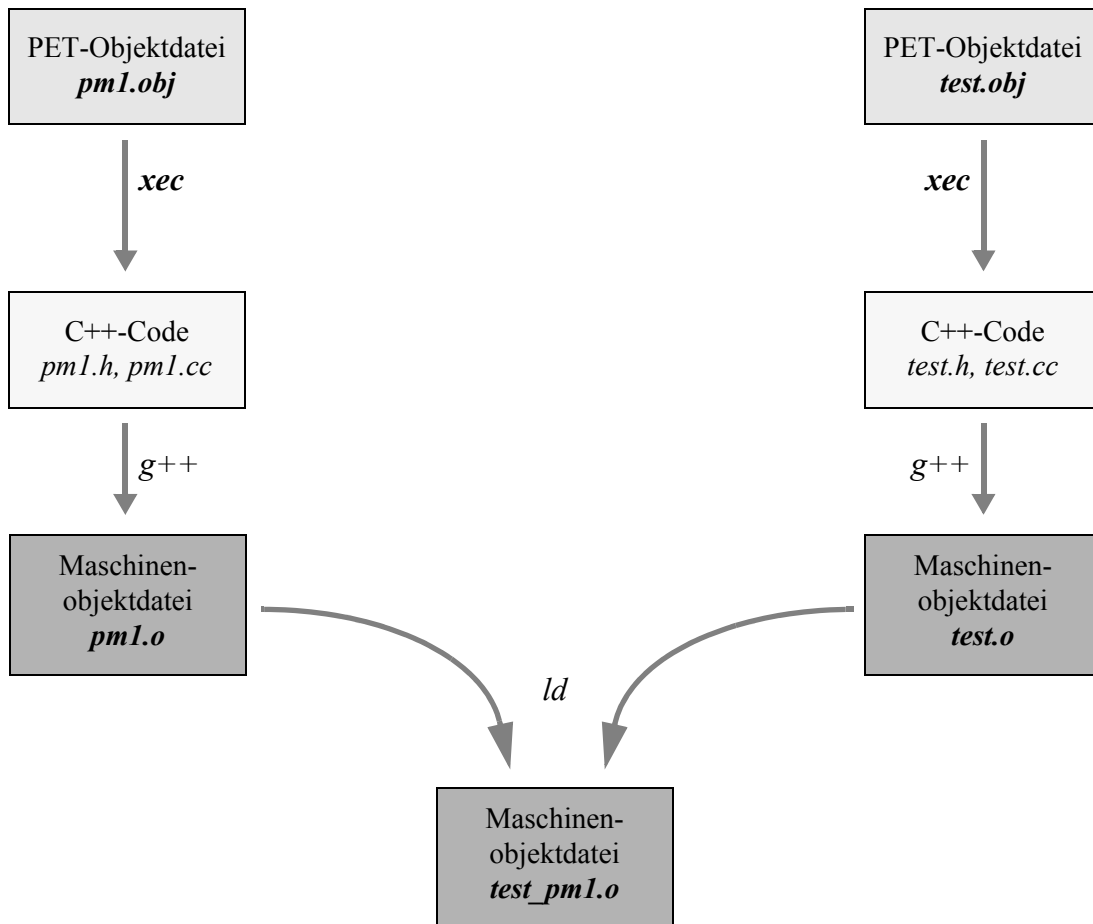 PET-Objektdatei
pm1.obj
PET-Objektdatei
test.obj
xec
xec
C++-Code
pm1.h, pm1.cc
C++-Code
test.h, test.cc
g++
g++
Maschinen-
objektdatei
pm1.o
Maschinen-
objektdatei
test.o
ld
Maschinen-
objektdatei
test_pm1.o